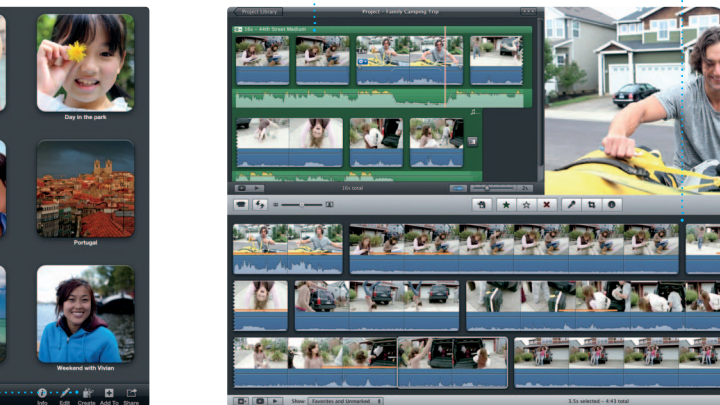 Day in the park
Portugal
Weekend with Vivian
Info Edit Create Add To Share
Project Library
Project - Family Camping Trip
16s - 44th Street Medium
16s total
2s
Show Favorites and Unmarked
3.5s selected - 4:43 total